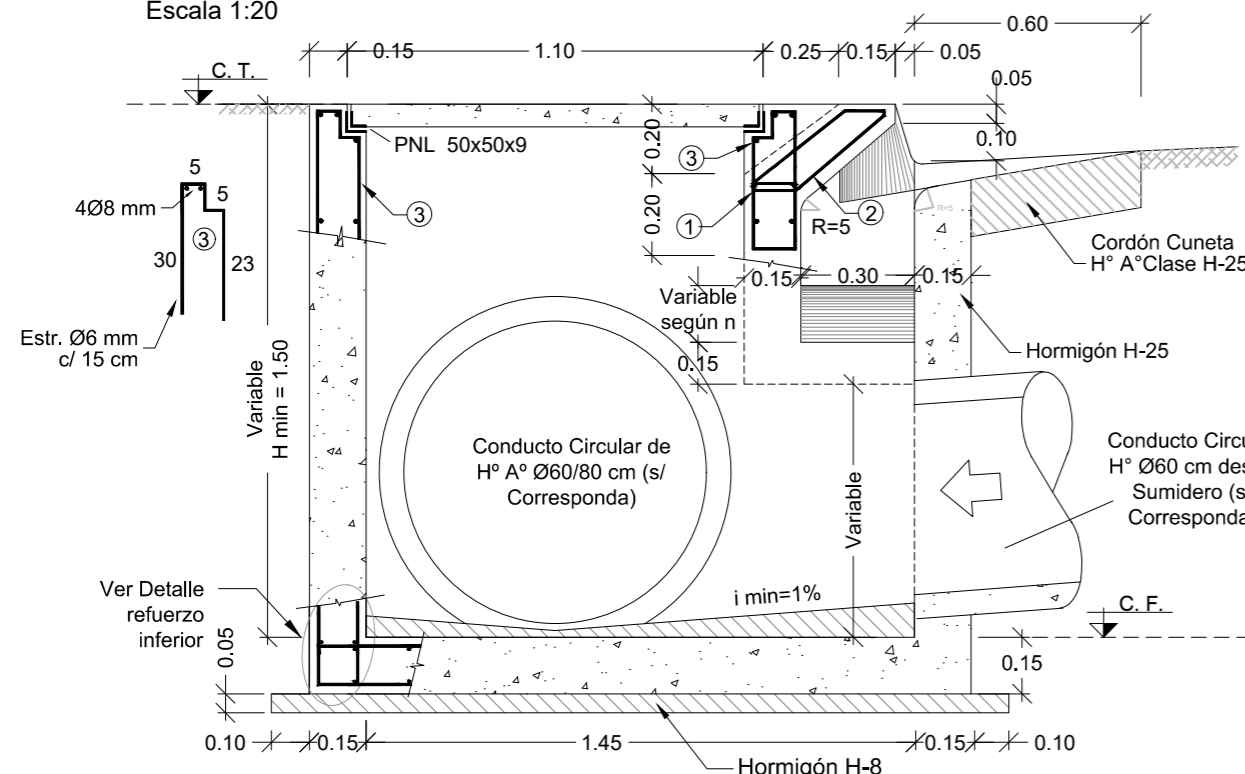 Escala 1:20
0.60
0.15
1.10
0.25
0.15
0.05
C. T.
0.05
0.10
PNL 50x50x9
0.20
3
5
5
4Ø8 mm
3
3
0.20
1
2
R=5
R=5
Cordón Cuneta
H° A°Clase H-25
30
23
Estr. Ø6 mm
c/ 15 cm
0.15
0.30
0.15
Variable
según n
0.15
Hormigón H-25
Variable
H min = 1.50
Conducto Circular de
Hº Aº Ø60/80 cm (s/
Corresponda)
Variable
Conducto Circu
H° Ø60 cm des
Sumidero (s
Corresponda
Ver Detalle
refuerzo
inferior
i min=1%
C. F.
0.05
0.15
0.10
0.15
1.45
0.15
0.10
Hormigón H-8